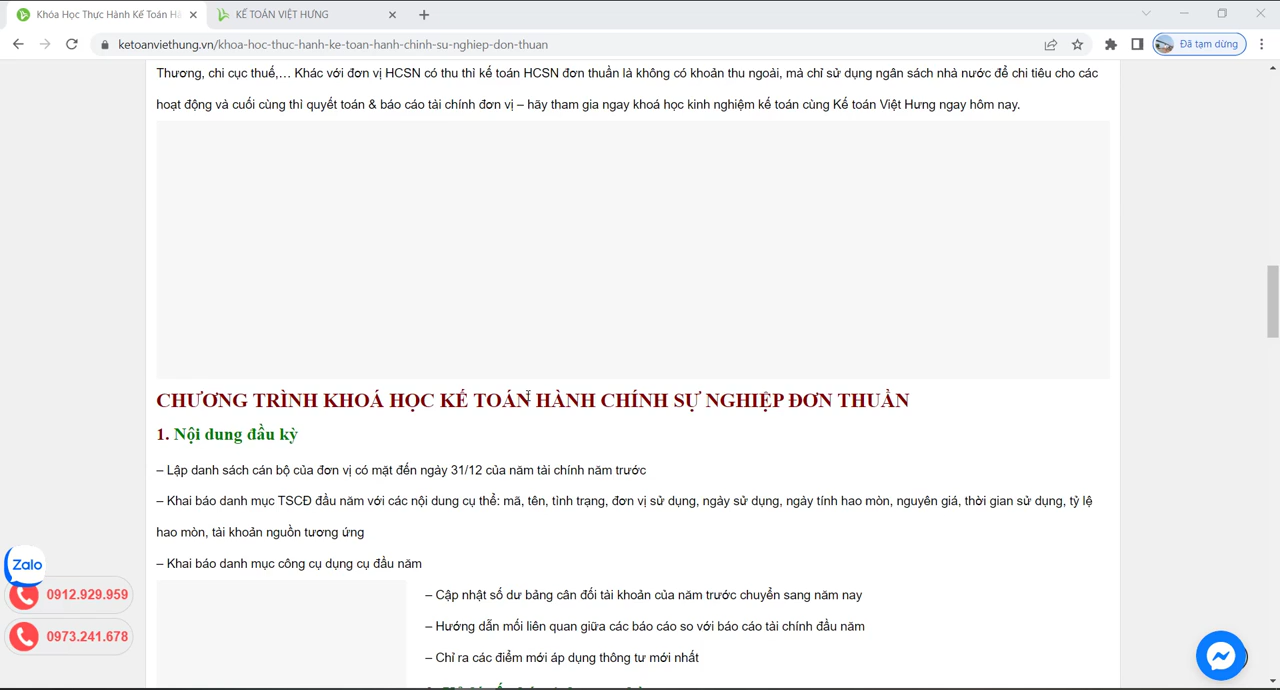 Khóa Học Thực Hành Kế Toán Hà
KẾ TOÁN VIỆT HƯNG
ketoanviethung.vn/khoa-hoc-thuc-hanh-ke-toan-hanh-chinh-su-nghiep-don-thuan
Đã tạm dừng
Thương, chi cục thuế,… Khác với đơn vị HCSN có thu thì kế toán HCSN đơn thuần là không có khoản thu ngoài, mà chỉ sử dụng ngân sách nhà nước để chi tiêu cho các
hoạt động và cuối cùng thì quyết toán & báo cáo tài chính đơn vị – hãy tham gia ngay khoá học kinh nghiệm kế toán cùng Kế toán Việt Hưng ngay hôm nay.
CHƯƠNG TRÌNH KHOÁ HỌC KẾ TOÁN HÀNH CHÍNH SỰ NGHIỆP ĐƠN THUẦN
1. Nội dung đầu kỳ
– Lập danh sách cán bộ của đơn vị có mặt đến ngày 31/12 của năm tài chính năm trước
– Khai báo danh mục TSCĐ đầu năm với các nội dung cụ thể: mã, tên, tình trạng, đơn vị sử dụng, ngày sử dụng, ngày tính hao mòn, nguyên giá, thời gian sử dụng, tỷ lệ
hao mòn, tài khoản nguồn tương ứng
– Khai báo danh mục công cụ dụng cụ đầu năm
– Cập nhật số dư bảng cân đối tài khoản của năm trước chuyển sang năm nay
– Hướng dẫn mối liên quan giữa các báo cáo so với báo cáo tài chính đầu năm
– Chỉ ra các điểm mới áp dụng thông tư mới nhất
Zalo
0912.929.959
0973.241.678